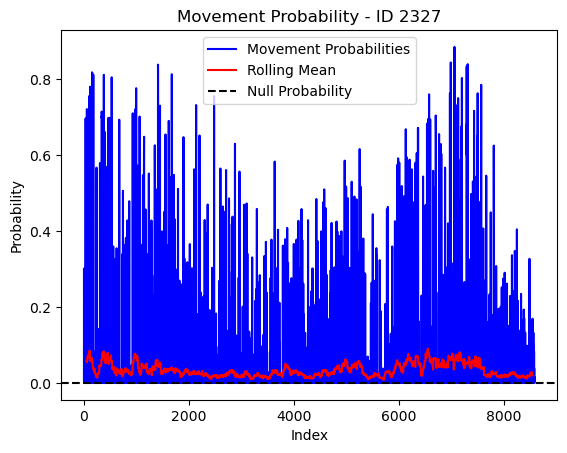 Movement Probability - ID 2327
Movement Probabilities
Rolling Mean
Null Probability
Probability
0.8
0.6
0.4
0.2
0.0
0
2000
4000
6000
8000
Index